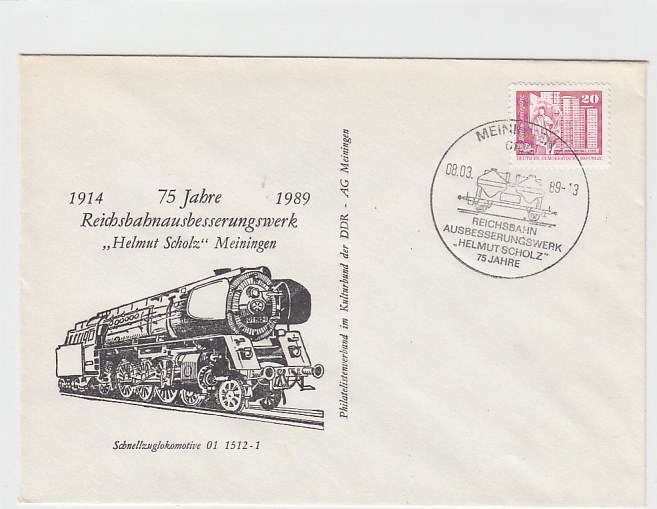 1914 75 Jahre 1989
Reichsbahnausbesserungswerk
„Helmut Scholz“ Meiningen
Schnellzuglokomotive 01 1512-1
Philatelistenverband im Kulturbund der DDR - AG Meiningen
20
DEUTSCHE DEMOKRATISCHE REPUBLIK
MEININGEN
08.03. 89-13
REICHSBAHN
AUSBESSERUNGSWERK
„HELMUT SCHOLZ“
75 JAHRE